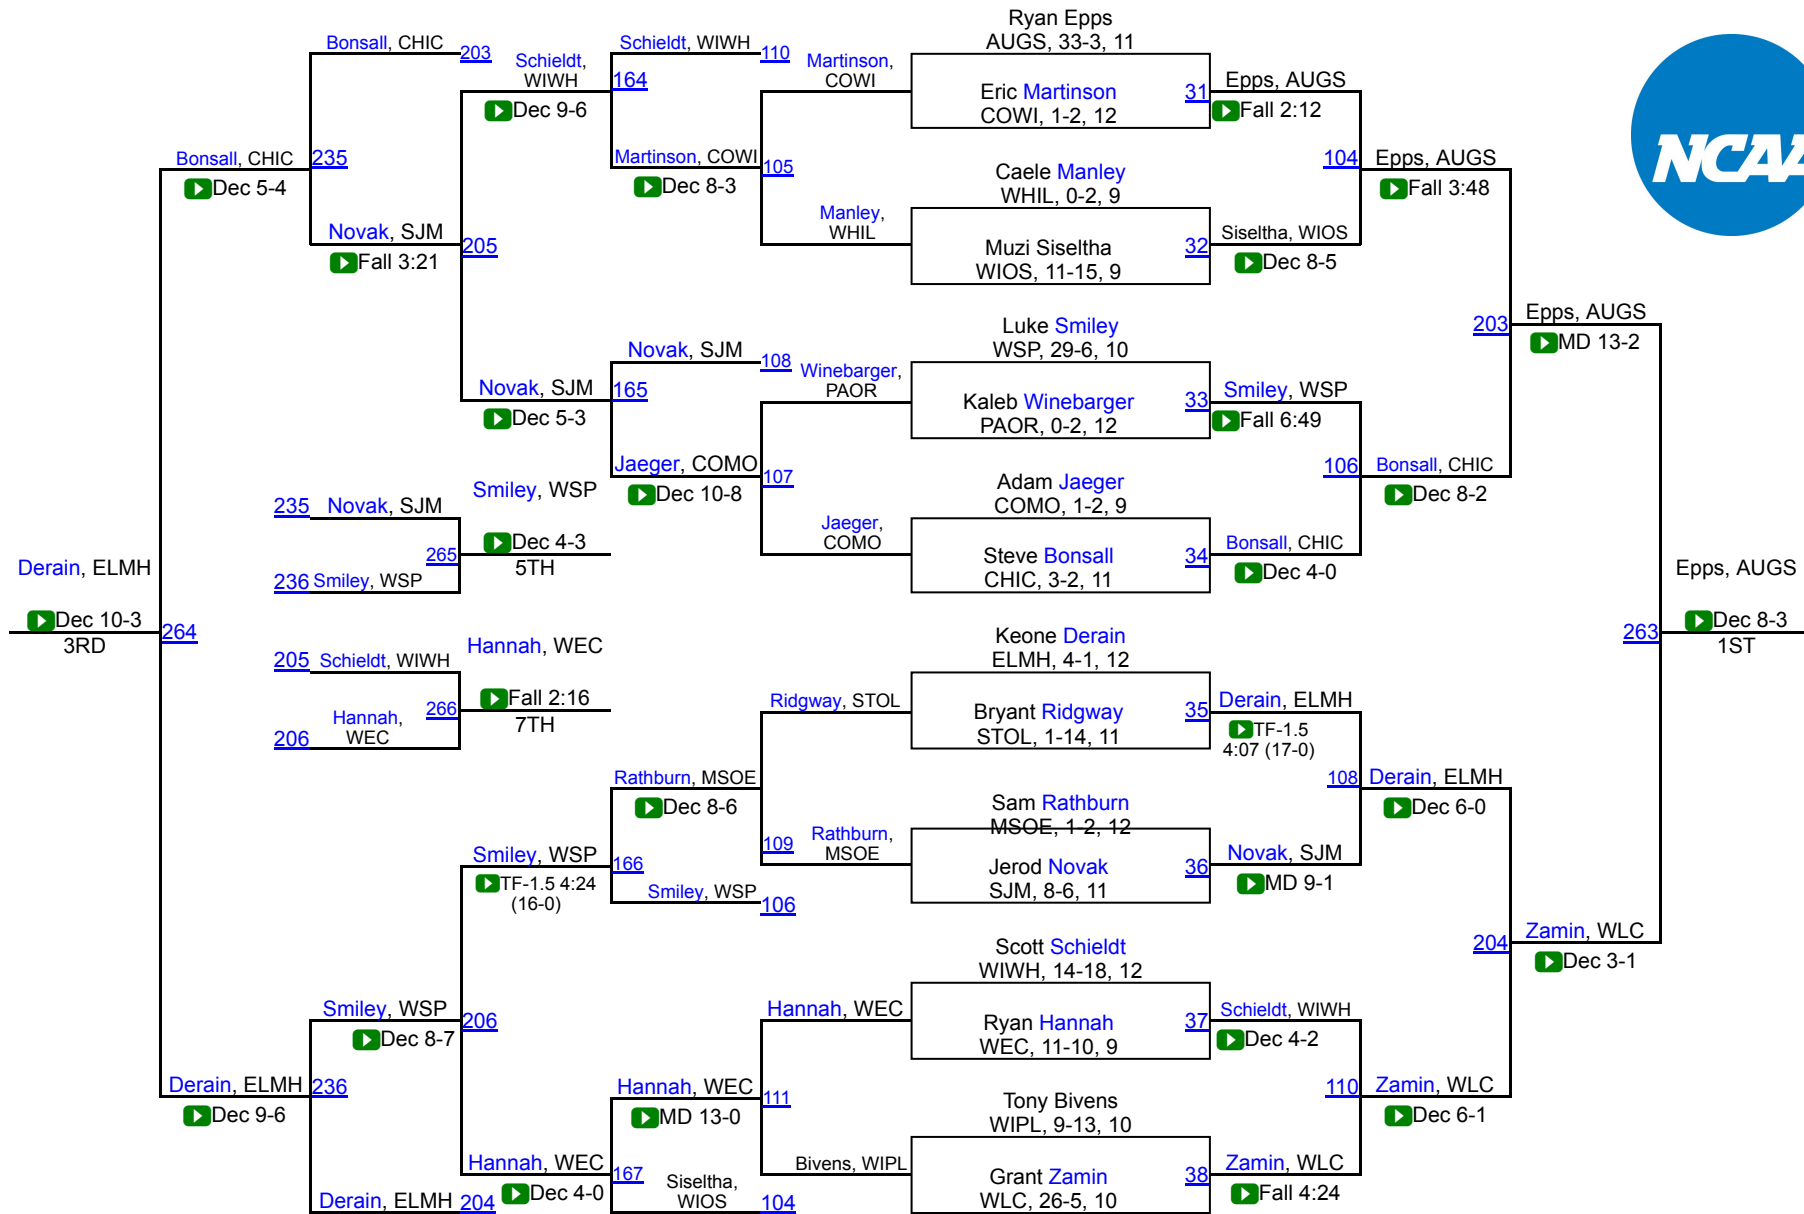 Ryan Epps
AUGS, 33-3, 11
Eric Martinson
COWI, 1-2, 12
31
Caele Manley
WHIL, 0-2, 9
Muzi Siseltha
WIOS, 11-15, 9
32
Luke Smiley
WSP, 29-6, 10
Kaleb Winebarger
PAOR, 0-2, 12
33
Adam Jaeger
COMO, 1-2, 9
Steve Bonsall
CHIC, 3-2, 11
34
Keone Derain
ELMH, 4-1, 12
Bryant Ridgway
STOL, 1-14, 11
35
Sam Rathburn
MSOE, 1-2, 12
Jerod Novak
SJM, 8-6, 11
36
Scott Schieldt
WIWH, 14-18, 12
Ryan Hannah
WEC, 11-10, 9
37
Tony Bivens
WIPL, 9-13, 10
Grant Zamin
WLC, 26-5, 10
38
Epps, AUGS
Fall 2:12
104
Siseltha, WIOS
Dec 8-5
Smiley, WSP
Fall 6:49
106
Bonsall, CHIC
Dec 4-0
Derain, ELMH
TF-1.5
4:07 (17-0)
108
Novak, SJM
MD 9-1
Schieldt, WIWH
Dec 4-2
110
Zamin, WLC
Fall 4:24
Epps, AUGS
Fall 3:48
203
Bonsall, CHIC
Dec 8-2
Derain, ELMH
Dec 6-0
204
Zamin, WLC
Dec 6-1
Epps, AUGS
MD 13-2
263
Zamin, WLC
Dec 3-1
Epps, AUGS
Dec 8-3
1ST
NCAA
Martinson,
COWI
105
Manley,
WHIL
Winebarger,
PAOR
107
Jaeger,
COMO
Ridgway, STOL
109
Rathburn,
MSOE
Hannah, WEC
111
Bivens, WIPL
Schieldt, WIWH
110
164
Martinson, COWI
Dec 8-3
Novak, SJM
108
165
Jaeger, COMO
Dec 10-8
Rathburn, MSOE
Dec 8-6
166
Smiley, WSP
106
Hannah, WEC
MD 13-0
167
Siseltha,
WIOS
104
Schieldt,
WIWH
Dec 9-6
205
Novak, SJM
Dec 5-3
Smiley, WSP
TF-1.5 4:24
(16-0)
206
Hannah, WEC
Dec 4-0
Bonsall, CHIC
203
235
Novak, SJM
Fall 3:21
Smiley, WSP
Dec 8-7
236
Derain, ELMH
204
Bonsall, CHIC
Dec 5-4
264
Derain, ELMH
Dec 9-6
Derain, ELMH
Dec 10-3
3RD
235
Novak, SJM
265
236
Smiley, WSP
Smiley, WSP
Dec 4-3
5TH
205
Schieldt, WIWH
266
206
Hannah,
WEC
Hannah, WEC
Fall 2:16
7TH